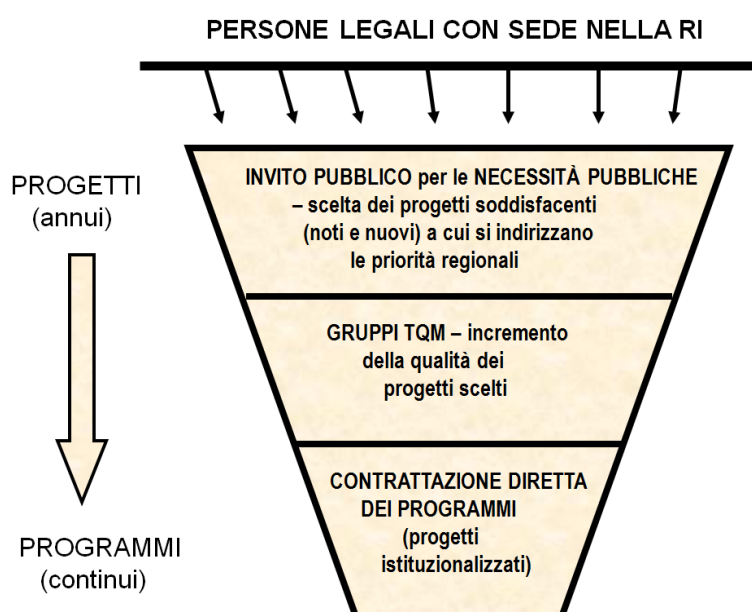 PERSONE LEGALI CON SEDE NELLA RI
PROGETTI
(annui)
INVITO PUBBLICO per le NECESSITÀ PUBBLICHE
– scelta dei progetti soddisfacenti
(noti e nuovi) a cui si indirizzano
le priorità regionali
GRUPPI TQM – incremento
della qualità dei
progetti scelti
CONTRATTAZIONE DIRETTA
DEI PROGRAMMI
(progetti
istituzionalizzati)
PROGRAMMI
(continui)